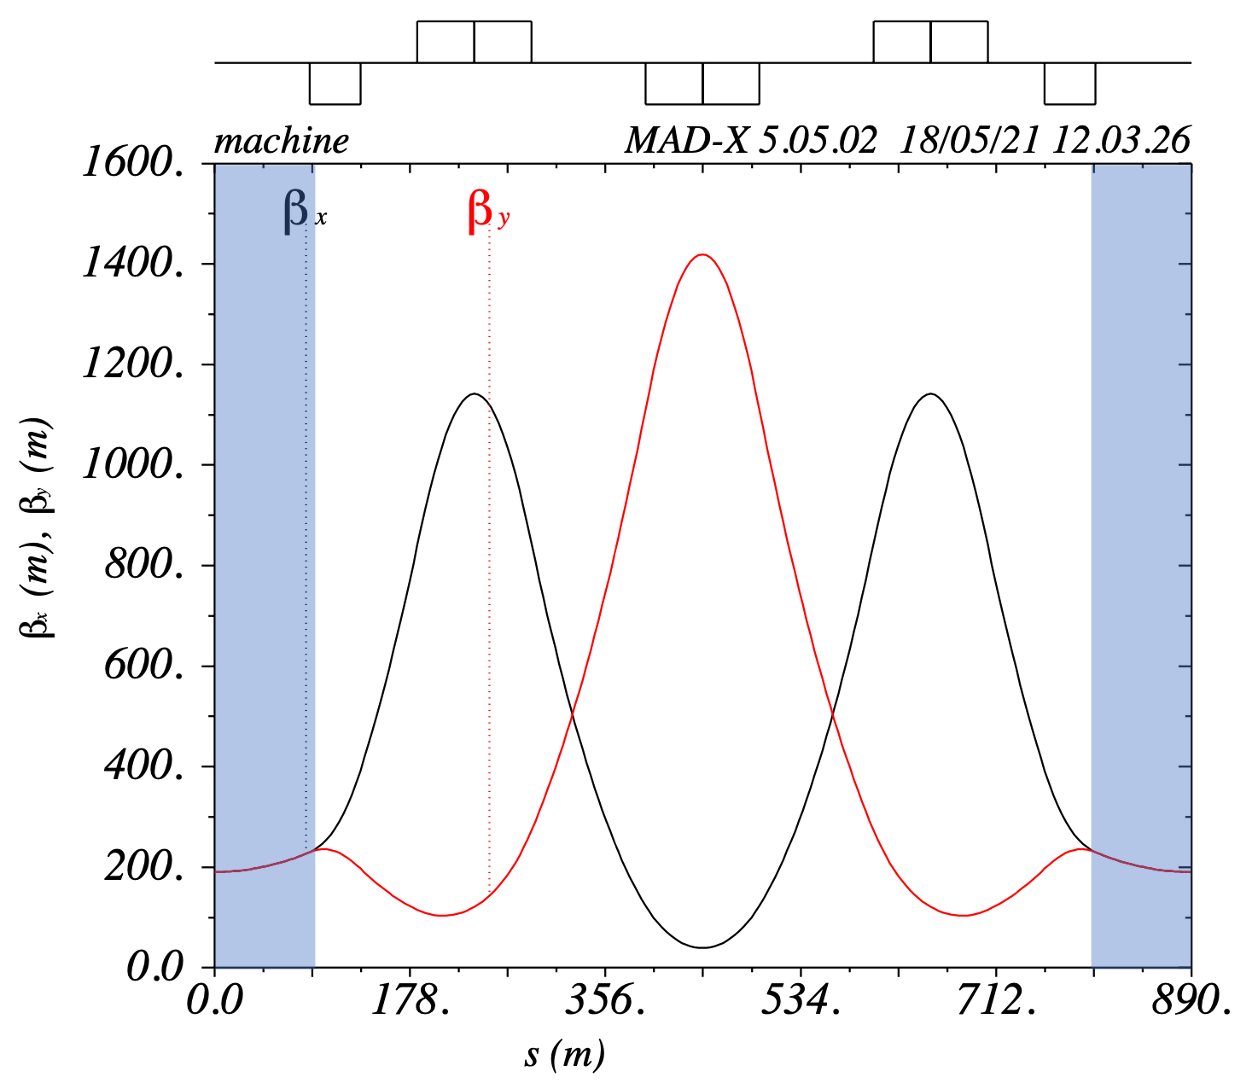 machine MAD-X 5.05.02 18/05/21 12.03.26
1600.
βx βy
1400.
1200.
1000.
800.
600.
400.
200.
0.0
βx (m), βy (m)
0.0 178. 356. 534. 712. 890.
s (m)